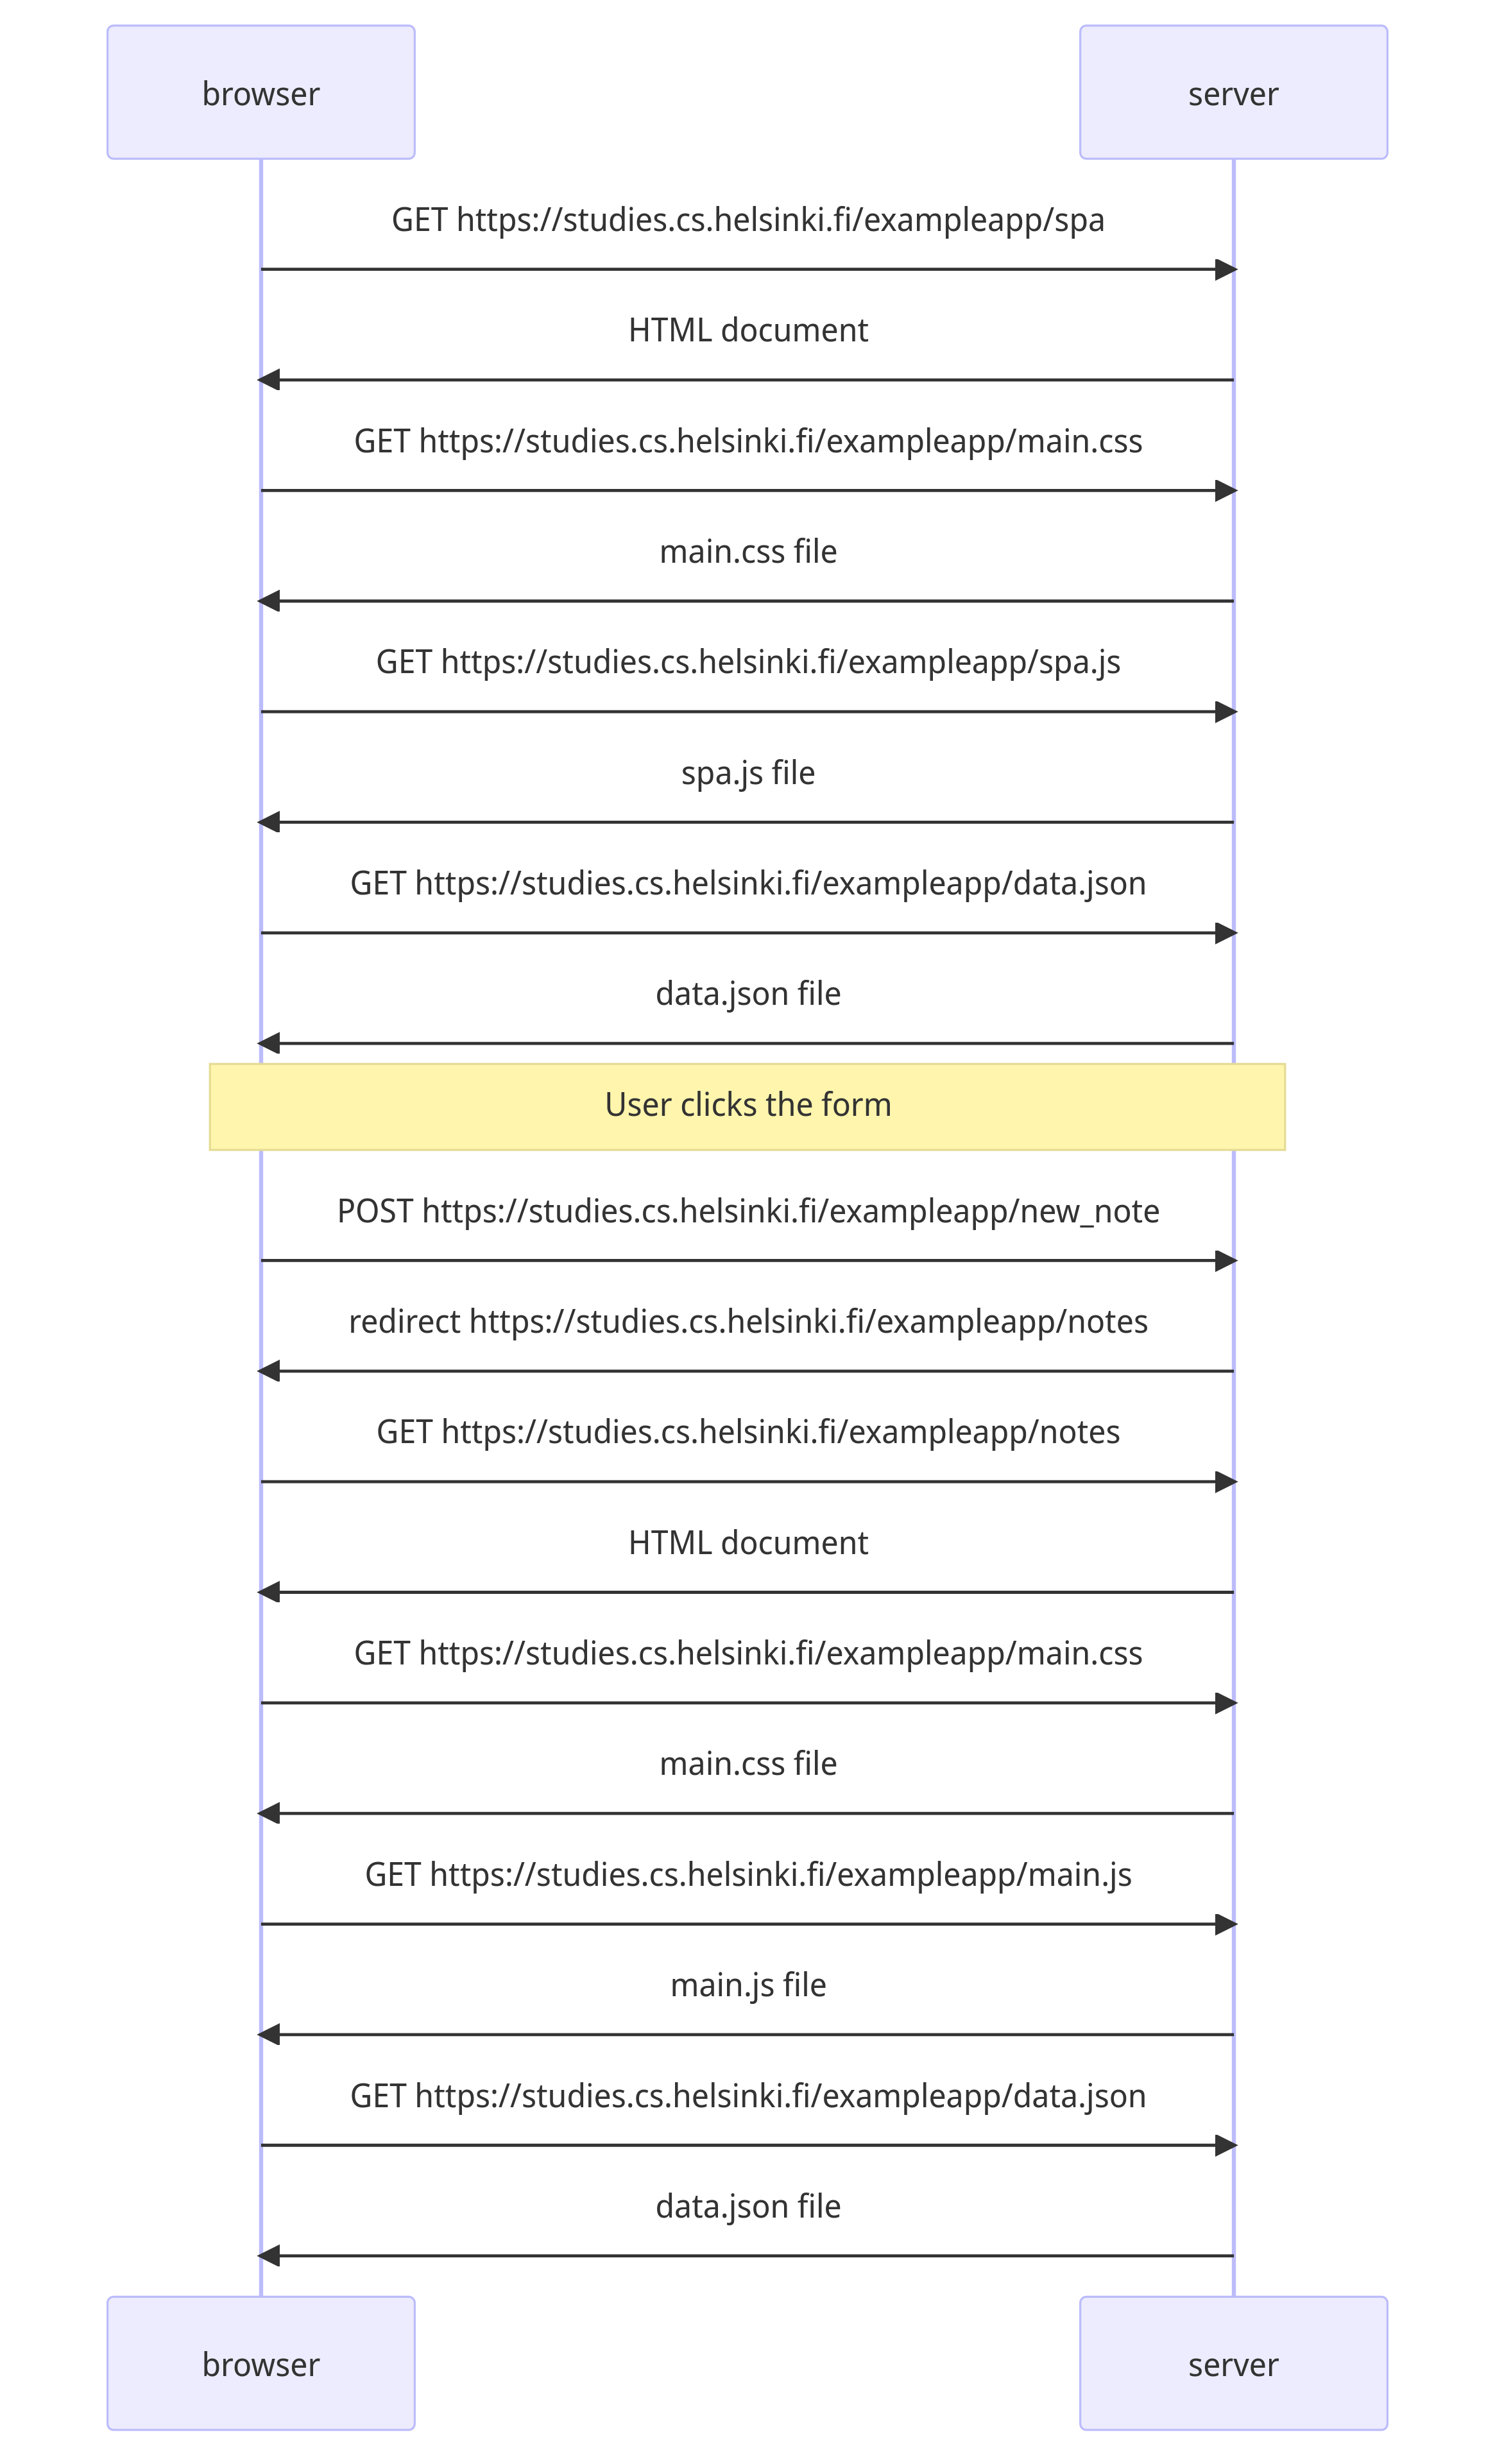 browser
server
GET https://studies.cs.helsinki.fi/exampleapp/spa
HTML document
GET https://studies.cs.helsinki.fi/exampleapp/main.css
main.css file
GET https://studies.cs.helsinki.fi/exampleapp/spa.js
spa.js file
GET https://studies.cs.helsinki.fi/exampleapp/data.json
data.json file
User clicks the form
POST https://studies.cs.helsinki.fi/exampleapp/new_note
redirect https://studies.cs.helsinki.fi/exampleapp/notes
GET https://studies.cs.helsinki.fi/exampleapp/notes
HTML document
GET https://studies.cs.helsinki.fi/exampleapp/main.css
main.css file
GET https://studies.cs.helsinki.fi/exampleapp/main.js
main.js file
GET https://studies.cs.helsinki.fi/exampleapp/data.json
data.json file
browser
server